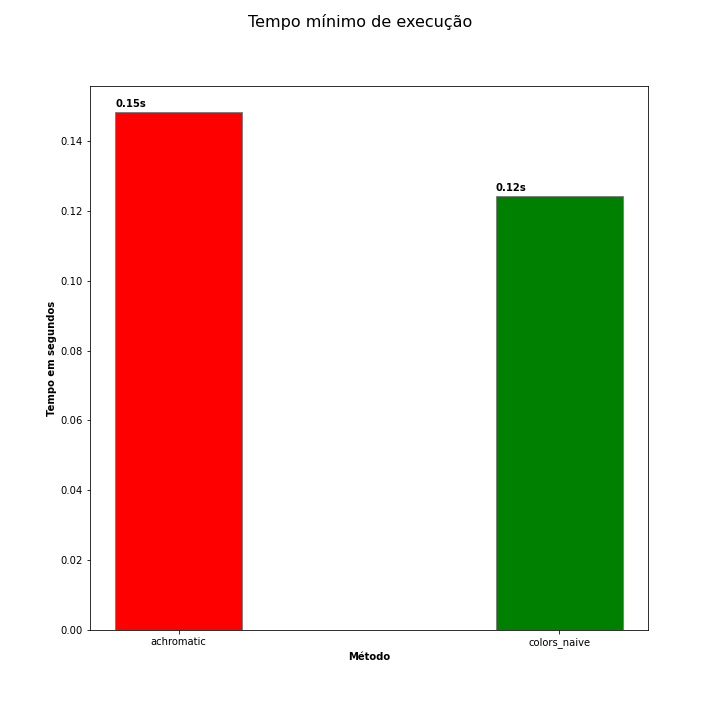 Tempo mínimo de execução
0.15s
0.12s
0.14
0.12
0.10
0.08
0.06
0.04
0.02
0.00
Tempo em segundos
achromatic
colors_naive
Método